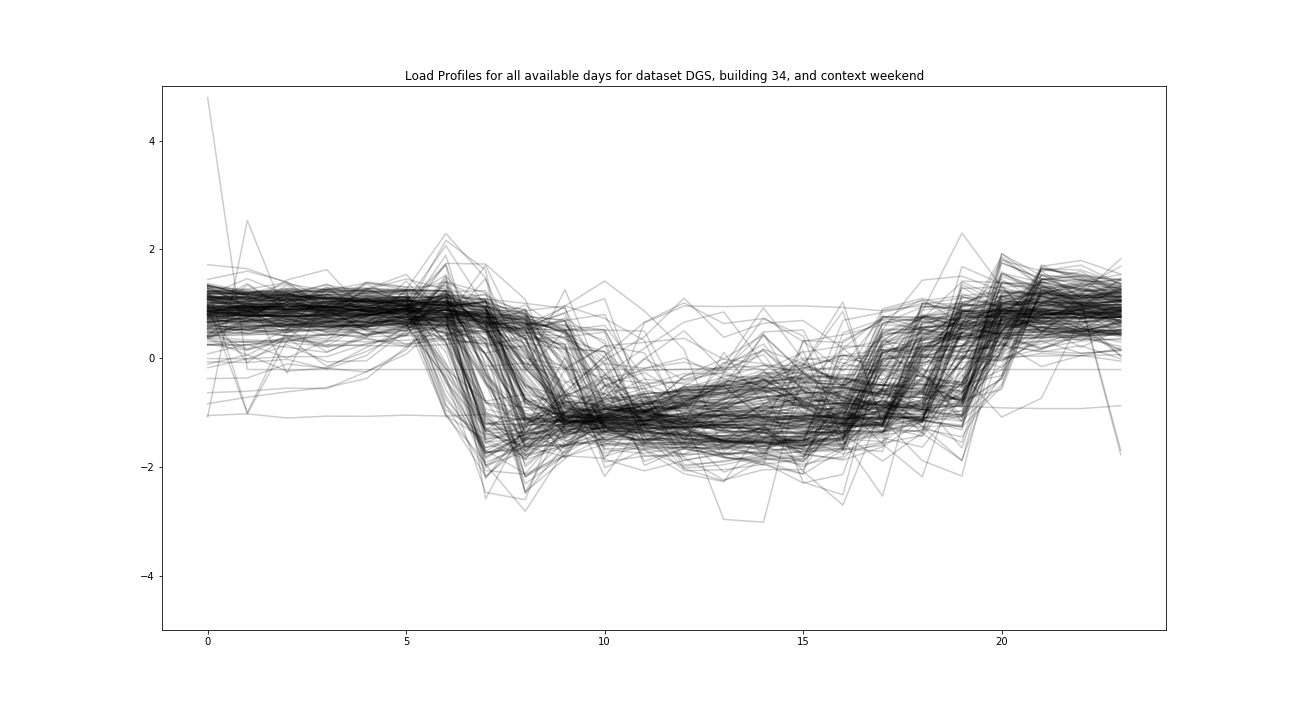 Load Profiles for all available days for dataset DGS, building 34, and context weekend
4
2
0
−2
−4
0 5 10 15 20